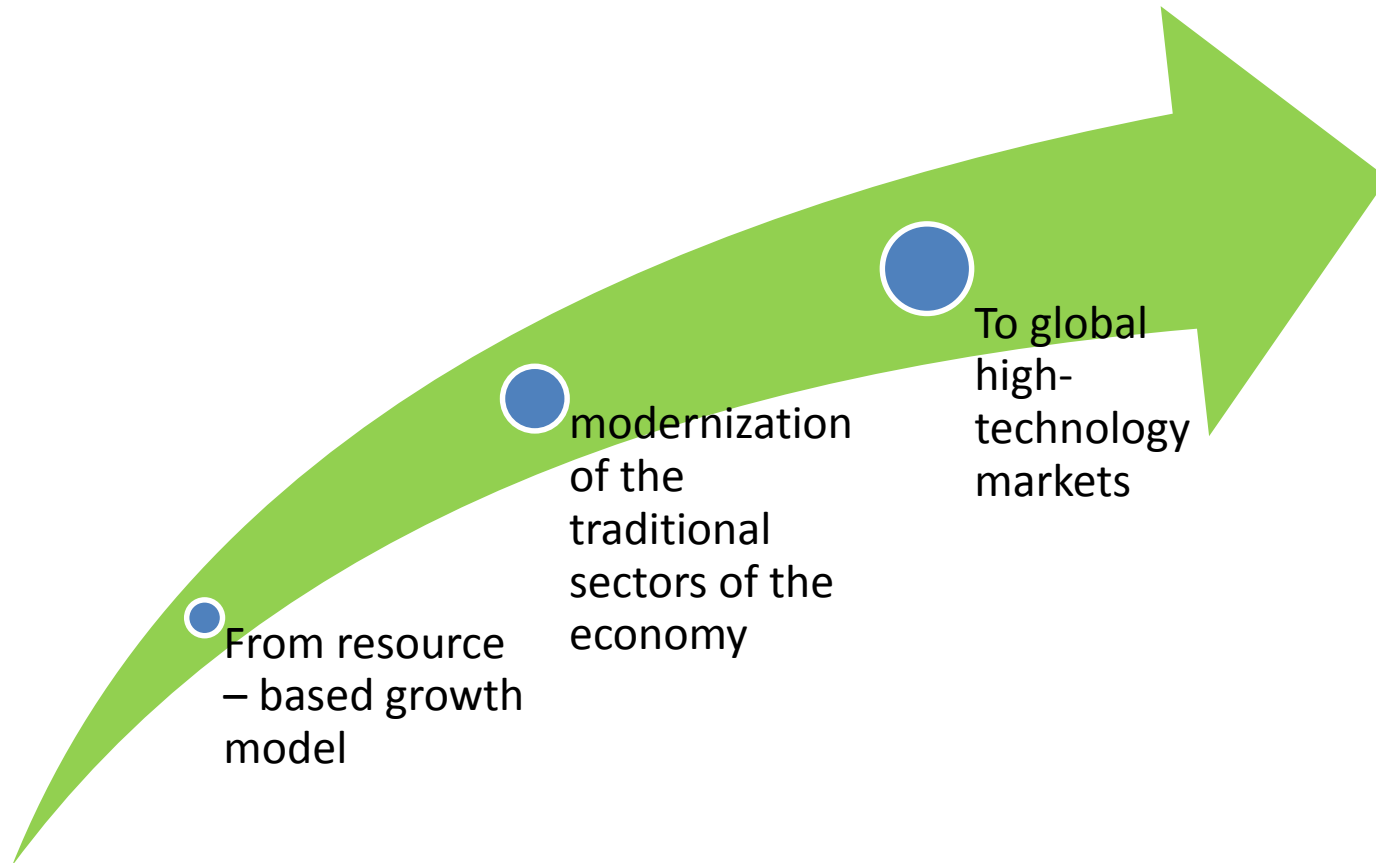 From resource
– based growth
model
modernization
of the
traditional
sectors of the
economy
To global
high-
technology
markets